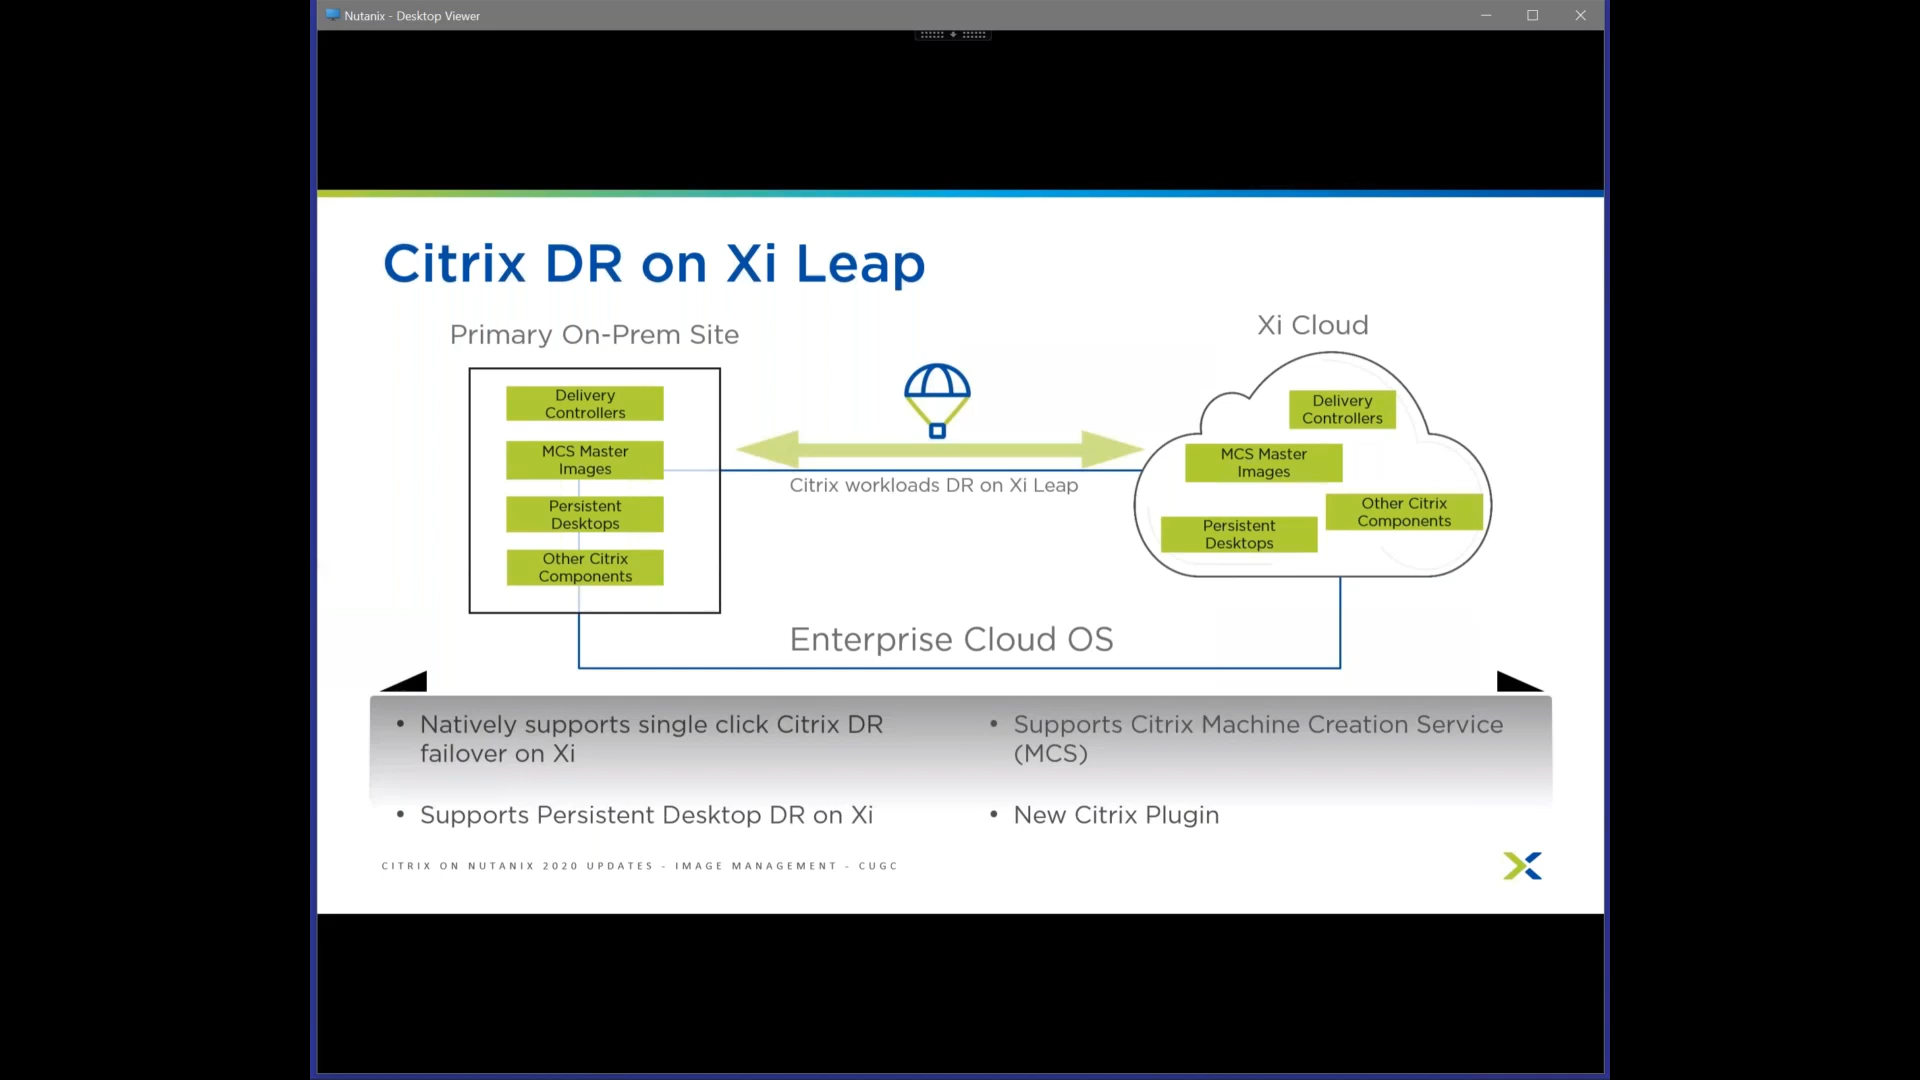 Nutanix - Desktop Viewer
Citrix DR on Xi Leap
Primary On-Prem Site
Delivery
Controllers
MCS Master
Images
Persistent
Desktops
Other Citrix
Components
Citrix workloads DR on Xi Leap
Xi Cloud
Delivery
Controllers
MCS Master
Images
Other Citrix
Components
Persistent
Desktops
Enterprise Cloud OS
• Natively supports single click Citrix DR
failover on Xi
• Supports Persistent Desktop DR on Xi
• Supports Citrix Machine Creation Service
(MCS)
• New Citrix Plugin
CITRIX ON NUTANIX 2020 UPDATES - IMAGE MANAGEMENT - CUGC